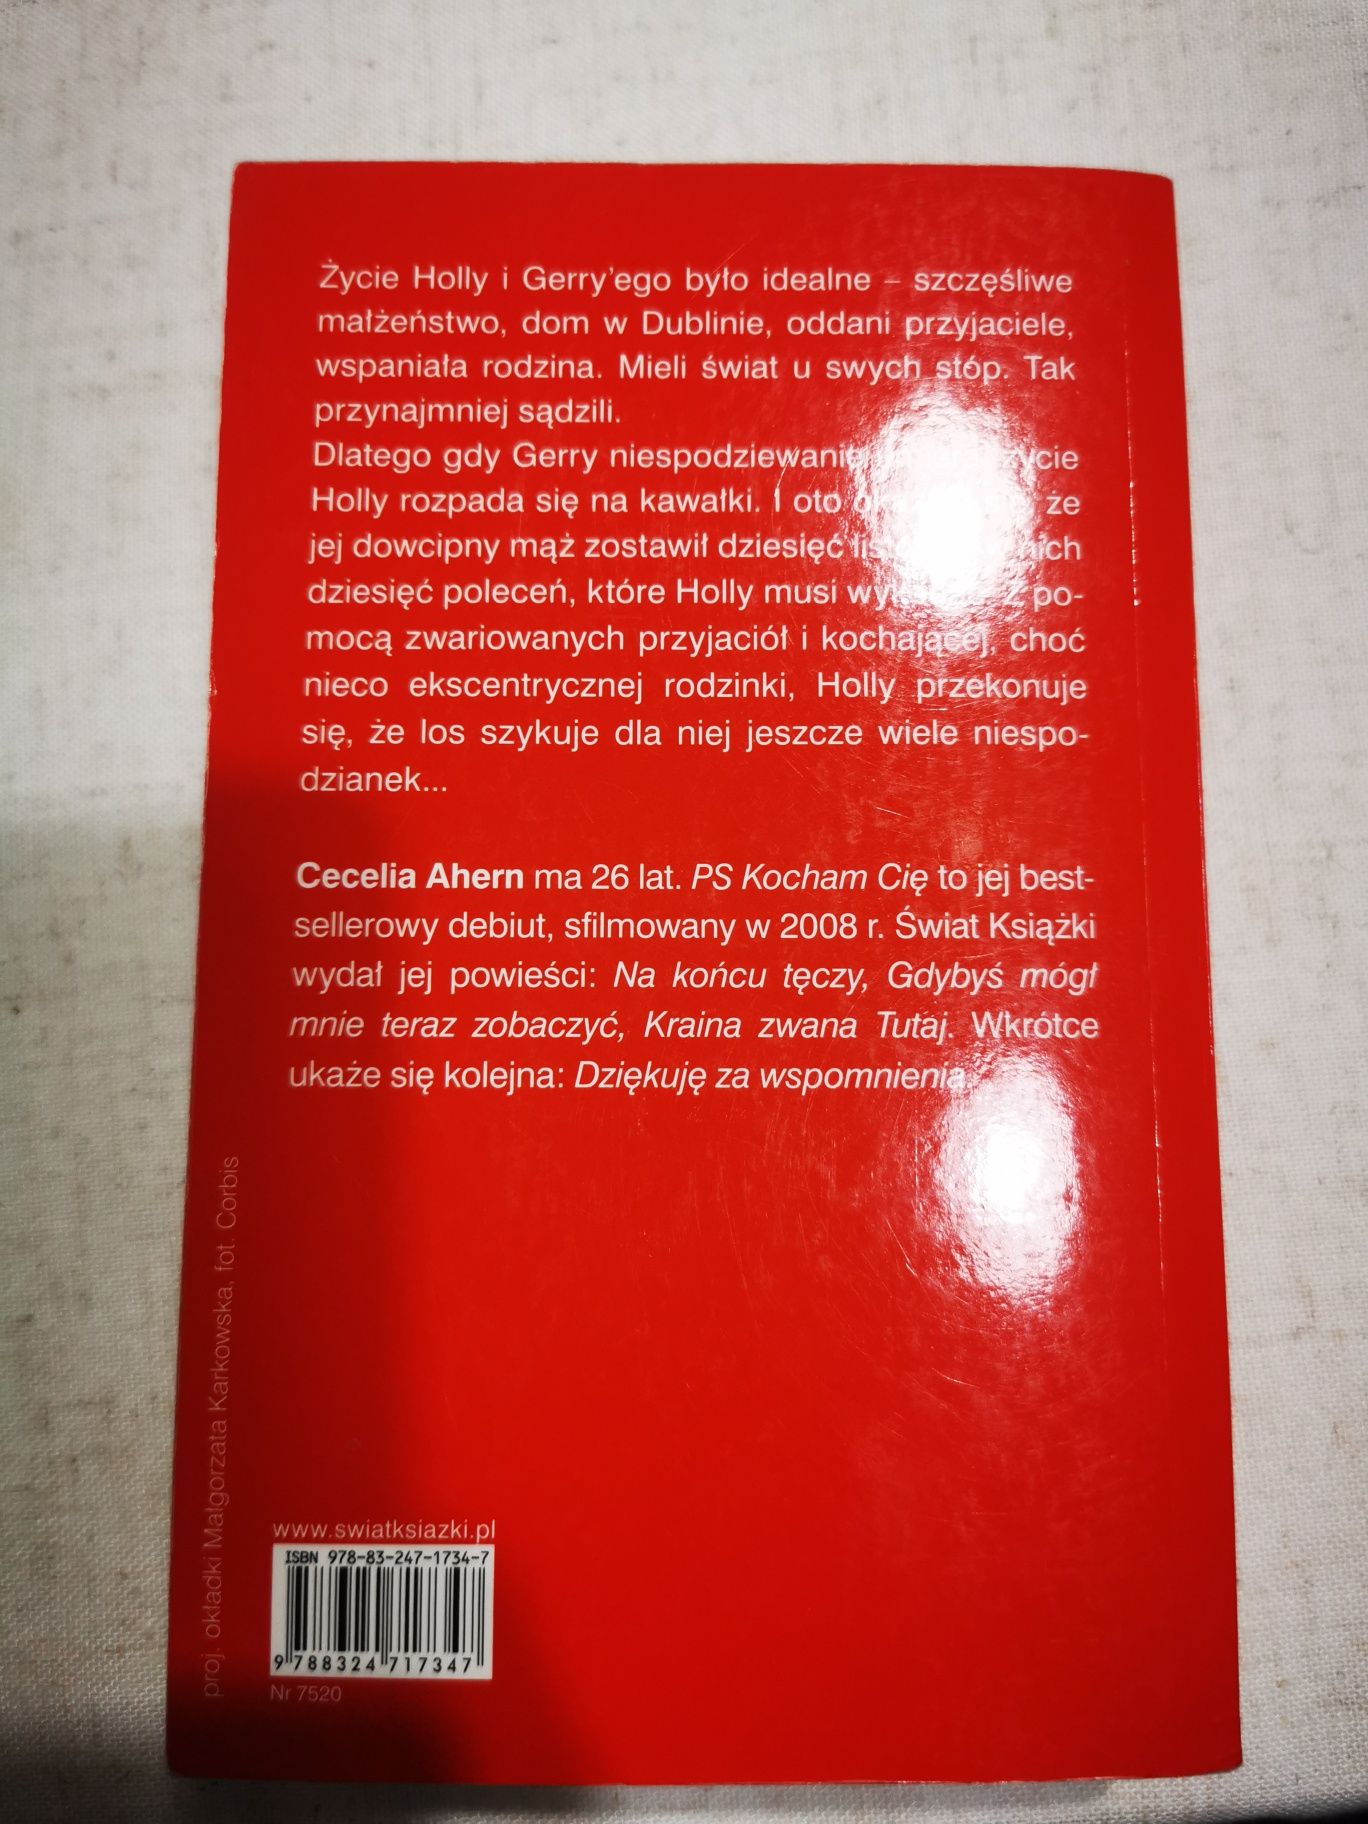 Życie Holly i Gerry'ego było idealne – szczęśliwe
małżeństwo, dom w Dublinie, oddani przyjaciele,
wspaniała rodzina. Mieli świat u swych stóp. Tak
przynajmniej sądzili.
Dlatego gdy Gerry niespodziewanie
Holly rozpada się na kawałki. I oto że
jej dowcipny mąż zostawił dziesięć nich
dziesięć poleceń, które Holly musi Z po-
mocą zwariowanych przyjaciół i kochającej, choć
nieco ekscentrycznej rodzinki, Holly przekonuje
się, że los szykuje dla niej jeszcze wiele niespo-
dzianek...
Cecelia Ahern ma 26 lat. PS Kocham Cię to jej best-
sellerowy debiut, sfilmowany w 2008 r. Świat Książki
wydał jej powieści: Na końcu tęczy, Gdybyś mógł
mnie teraz zobaczyć, Kraina zwana Tutaj. Wkrótce
ukaże się kolejna: Dziękuję za wspomnienia.
proj. okładki Małgorzata Karkowska, fot. Corbis
www.swiatksiazki.pl
ISBN 978-83-247-1734-7
9 788324 717347
Nr 7520